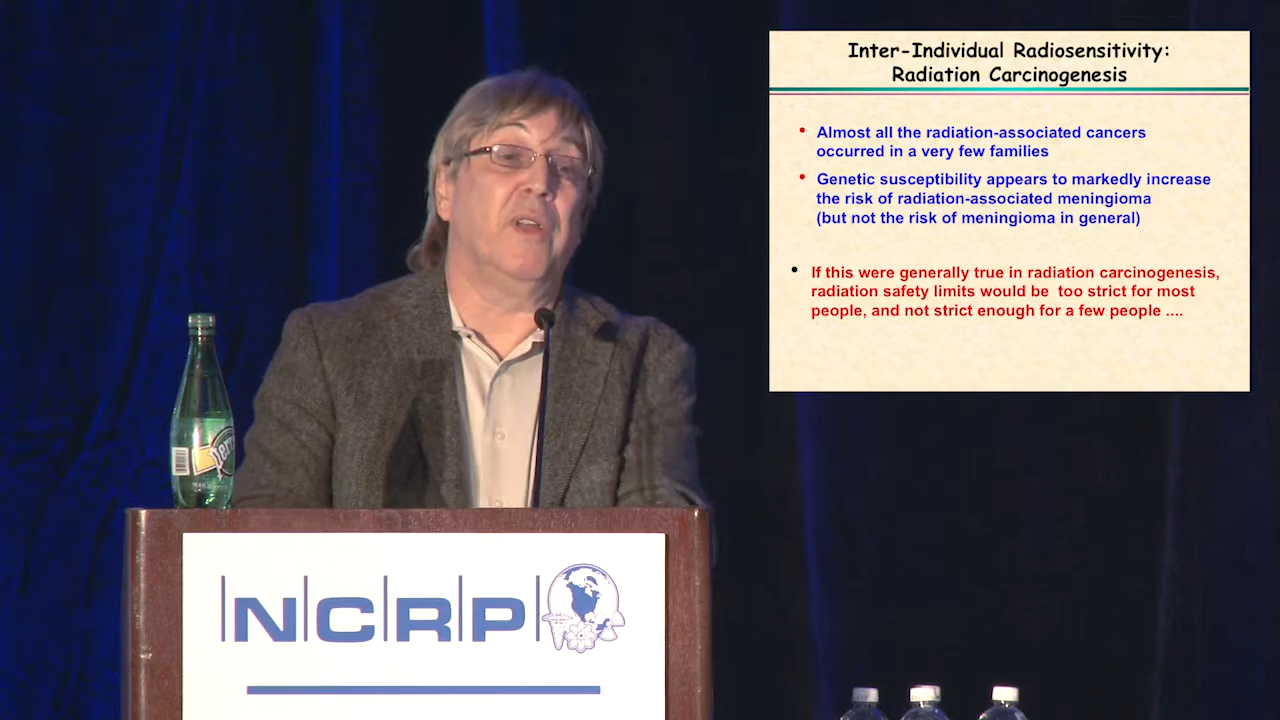 Inter-Individual Radiosensitivity:
Radiation Carcinogenesis
• Almost all the radiation-associated cancers
occurred in a very few families
• Genetic susceptibility appears to markedly increase
the risk of radiation-associated meningioma
(but not the risk of meningioma in general)
• If this were generally true in radiation carcinogenesis,
radiation safety limits would be too strict for most
people, and not strict enough for a few people ....
NCRP